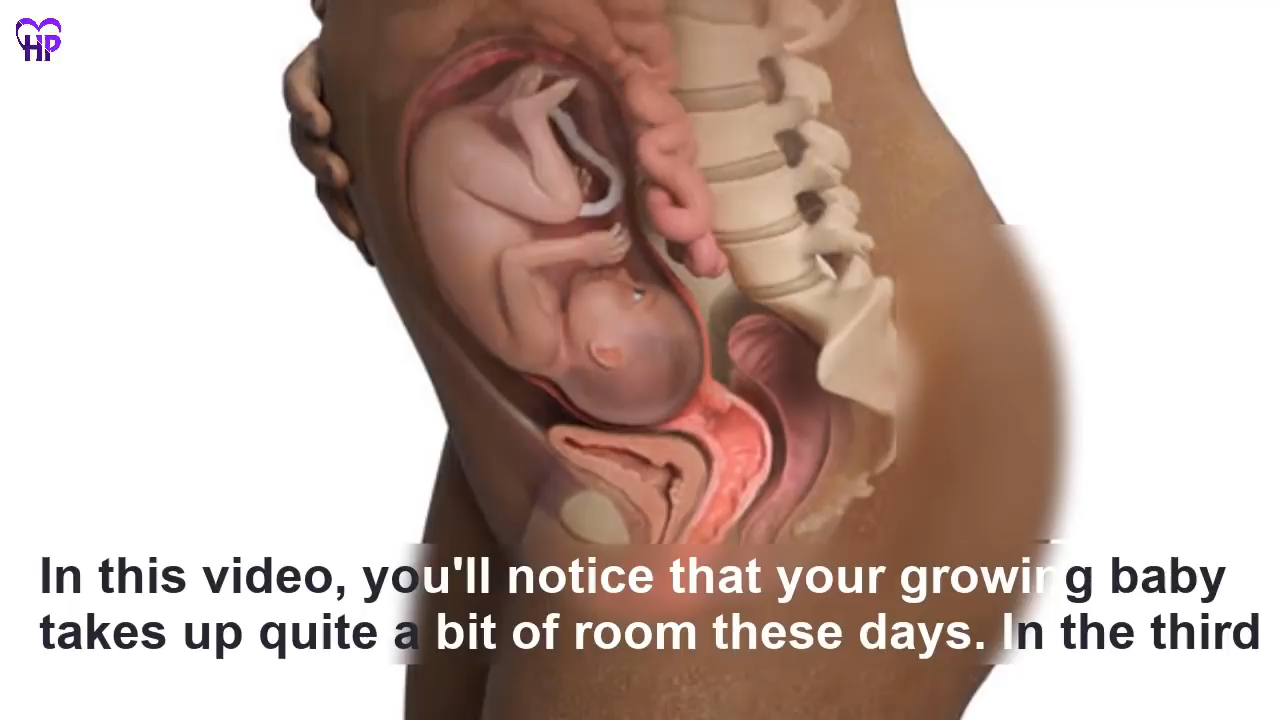 HP
In this video, you'll notice that your growing baby
takes up quite a bit of room these days. In the third